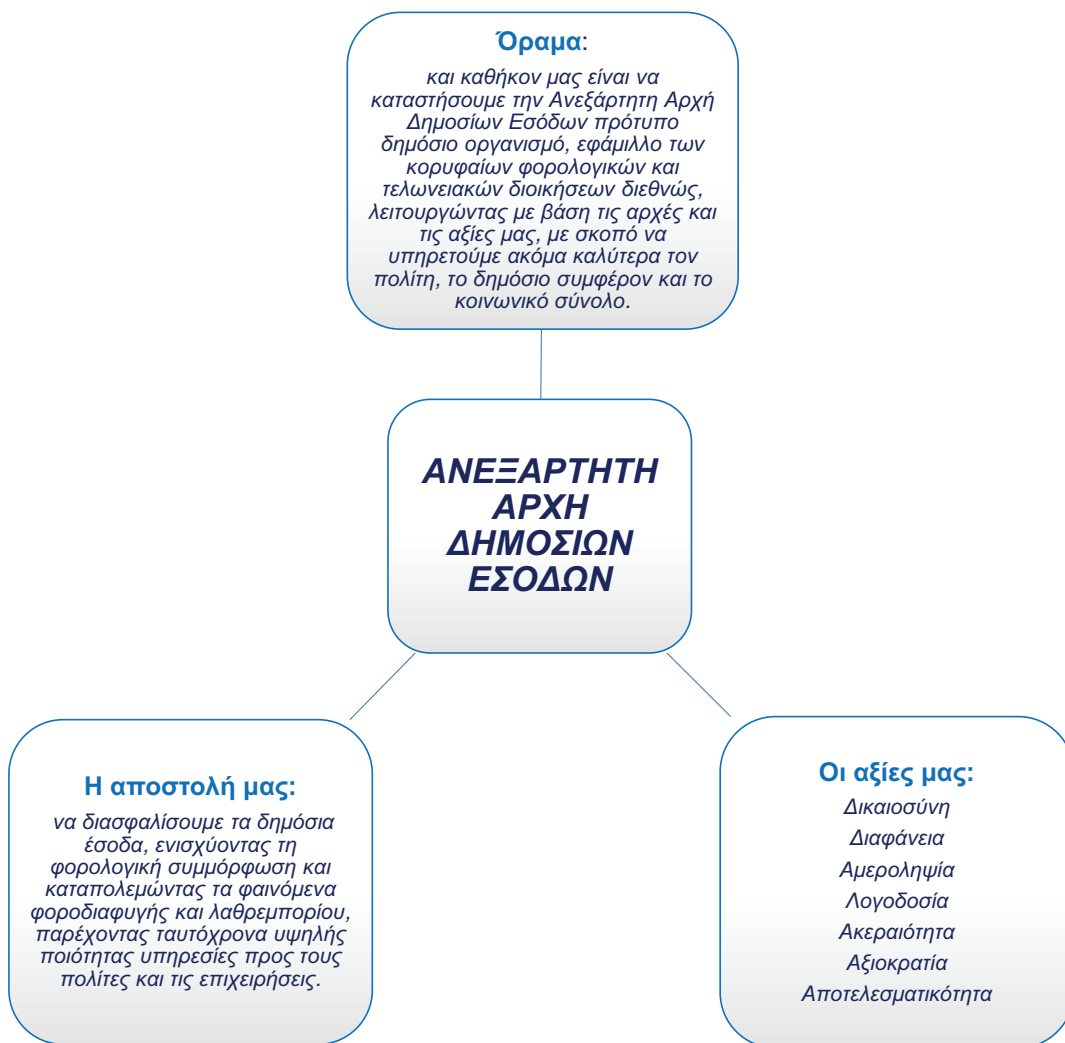 Όραμα:
και καθήκον μας είναι να
καταστήσουμε την Ανεξάρτητη Αρχή
Δημοσίων Εσόδων πρότυπο
δημόσιο οργανισμό, εφάμιλλο των
κορυφαίων φορολογικών και
τελωνειακών διοικήσεων διεθνώς,
λειτουργώντας με βάση τις αρχές και
τις αξίες μας, με σκοπό να
υπηρετούμε ακόμα καλύτερα τον
πολίτη, το δημόσιο συμφέρον και το
κοινωνικό σύνολο.
ΑΝΕΞΑΡΤΗΤΗ
ΑΡΧΗ
ΔΗΜΟΣΙΩΝ
ΕΣΟΔΩΝ
Η αποστολή μας:
να διασφαλίσουμε τα δημόσια
έσοδα, ενισχύοντας τη
φορολογική συμμόρφωση και
καταπολεμώντας τα φαινόμενα
φοροδιαφυγής και λαθρεμπορίου,
παρέχοντας ταυτόχρονα υψηλής
ποιότητας υπηρεσίες προς τους
πολίτες και τις επιχειρήσεις.
Οι αξίες μας:
Δικαιοσύνη
Διαφάνεια
Αμεροληψία
Λογοδοσία
Ακεραιότητα
Αξιοκρατία
Αποτελεσματικότητα